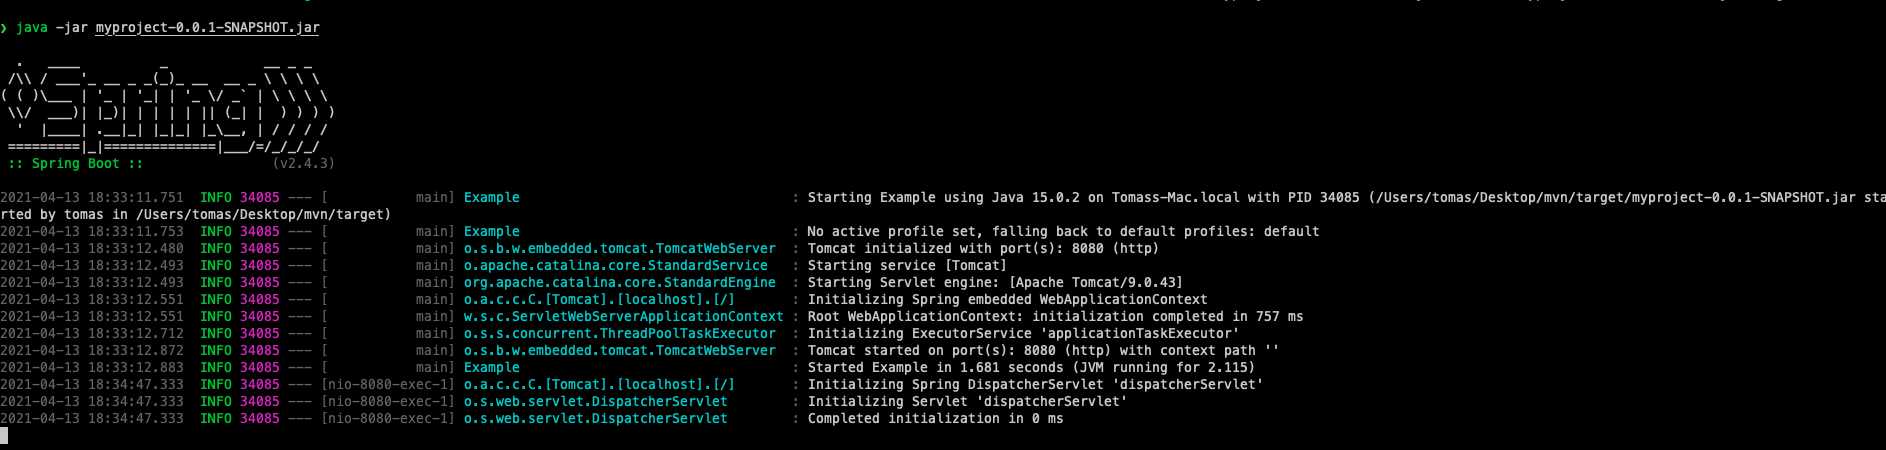 ❯ java -jar myproject-0.0.1-SNAPSHOT.jar
  .   ____          _            __ _ _
 /\\ / ___'_ __ _ _(_)_ __  __ _ \ \ \ \
( ( )\___ | '_ | '_| | '_ \/ _` | \ \ \ \
 \\/  ___)| |_)| | | | | || (_| |  ) ) ) )
  '  |____| .__|_| |_|_| |_\__, | / / / /
 =========|_|==============|___/=/_/_/_/
 :: Spring Boot ::                (v2.4.3)
2021-04-13 18:33:11.751  INFO 34085 --- [           main] Example                                  : Starting Example using Java 15.0.2 on Tomass-Mac.local with PID 34085 (/Users/tomas/Desktop/mvn/target/myproject-0.0.1-SNAPSHOT.jar sta
rted by tomas in /Users/tomas/Desktop/mvn/target)
2021-04-13 18:33:11.753  INFO 34085 --- [           main] Example                                  : No active profile set, falling back to default profiles: default
2021-04-13 18:33:12.480  INFO 34085 --- [           main] o.s.b.w.embedded.tomcat.TomcatWebServer  : Tomcat initialized with port(s): 8080 (http)
2021-04-13 18:33:12.493  INFO 34085 --- [           main] o.apache.catalina.core.StandardService   : Starting service [Tomcat]
2021-04-13 18:33:12.493  INFO 34085 --- [           main] org.apache.catalina.core.StandardEngine  : Starting Servlet engine: [Apache Tomcat/9.0.43]
2021-04-13 18:33:12.551  INFO 34085 --- [           main] o.a.c.c.C.[Tomcat].[localhost].[/]       : Initializing Spring embedded WebApplicationContext
2021-04-13 18:33:12.551  INFO 34085 --- [           main] w.s.c.ServletWebServerApplicationContext : Root WebApplicationContext: initialization completed in 757 ms
2021-04-13 18:33:12.712  INFO 34085 --- [           main] o.s.s.concurrent.ThreadPoolTaskExecutor  : Initializing ExecutorService 'applicationTaskExecutor'
2021-04-13 18:33:12.872  INFO 34085 --- [           main] o.s.b.w.embedded.tomcat.TomcatWebServer  : Tomcat started on port(s): 8080 (http) with context path ''
2021-04-13 18:33:12.883  INFO 34085 --- [           main] Example                                  : Started Example in 1.681 seconds (JVM running for 2.115)
2021-04-13 18:34:47.333  INFO 34085 --- [nio-8080-exec-1] o.a.c.c.C.[Tomcat].[localhost].[/]       : Initializing Spring DispatcherServlet 'dispatcherServlet'
2021-04-13 18:34:47.333  INFO 34085 --- [nio-8080-exec-1] o.s.web.servlet.DispatcherServlet        : Initializing Servlet 'dispatcherServlet'
2021-04-13 18:34:47.333  INFO 34085 --- [nio-8080-exec-1] o.s.web.servlet.DispatcherServlet        : Completed initialization in 0 ms